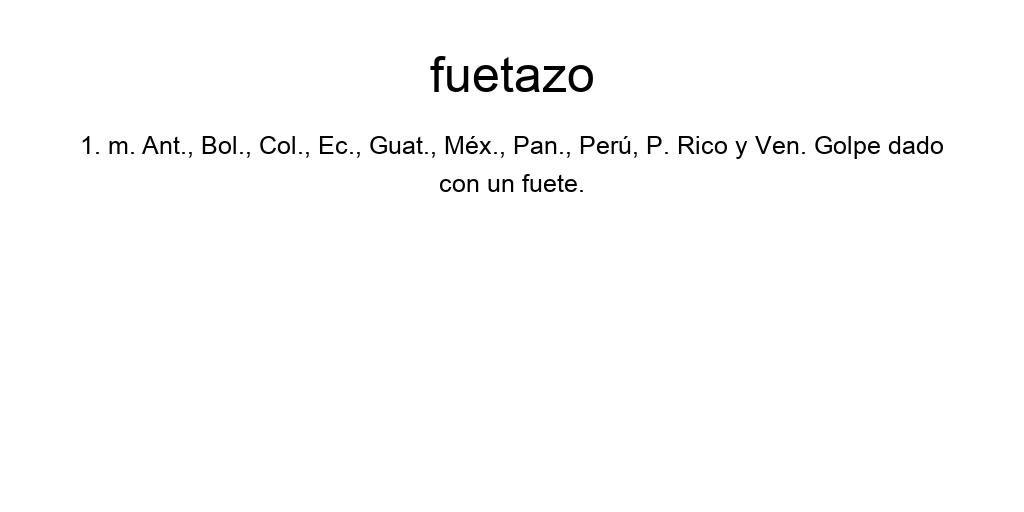 fuetazo
1. m. Ant., Bol., Col., Ec., Guat., Méx., Pan., Perú, P. Rico y Ven. Golpe dado
con un fuete.